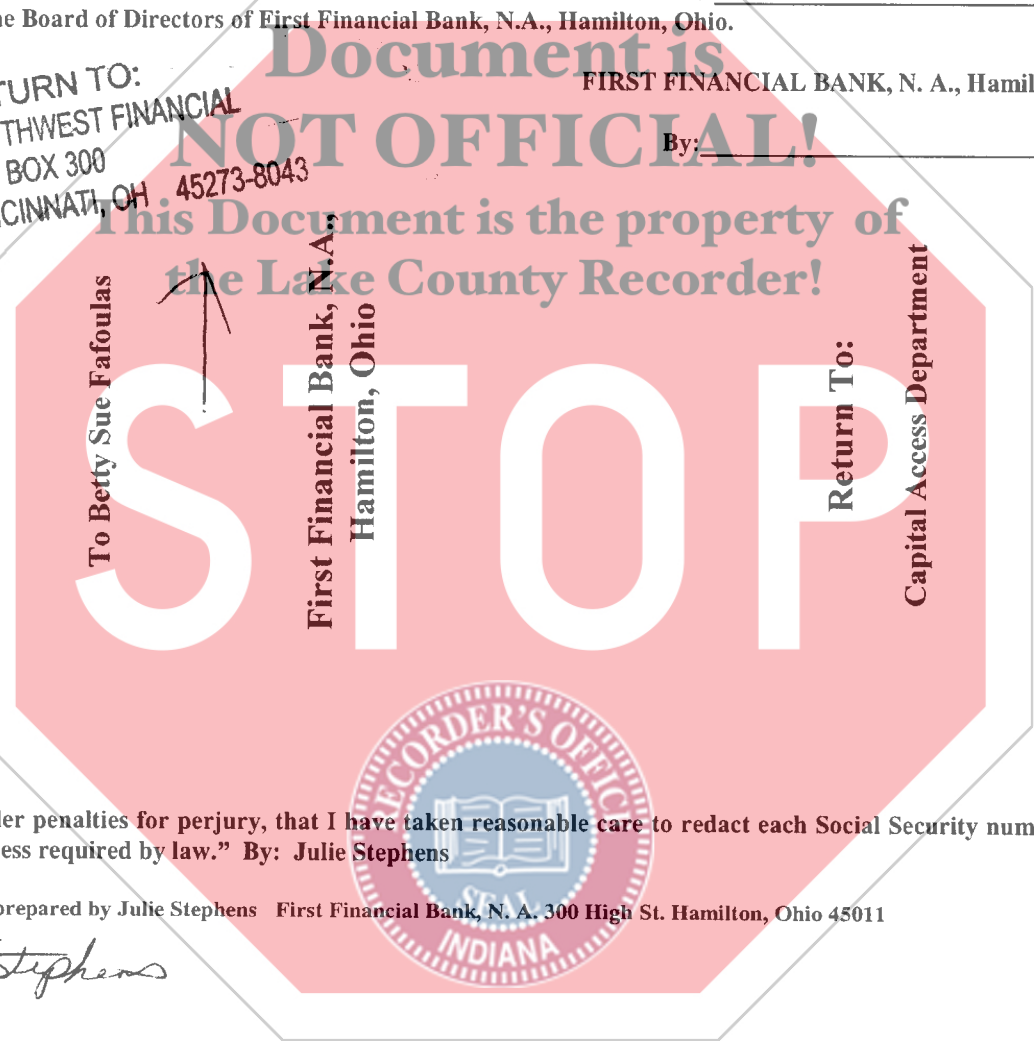 ne Board of Directors of First Financial Bank, N.A., Hamilton, Ohio.
Document is
NOT OFFICIAL!
This Document is the property of
the Lake County Recorder!
TURN TO:
THWEST FINANCIAL
BOX 300
CINNATI, OH 45273-8043
FIRST FINANCIAL BANK, N. A., Hamil
By:
To Betty Sue Fafoulas
First Financial Bank, N.A.,
Hamilton, Ohio
Return To:
Capital Access Department
STOP
RECORDER'S OFFICE
SEAL
INDIANA
der penalties for perjury, that I have taken reasonable care to redact each Social Security num
ess required by law.” By: Julie Stephens
prepared by Julie Stephens First Financial Bank, N. A. 300 High St. Hamilton, Ohio 45011
Stephens